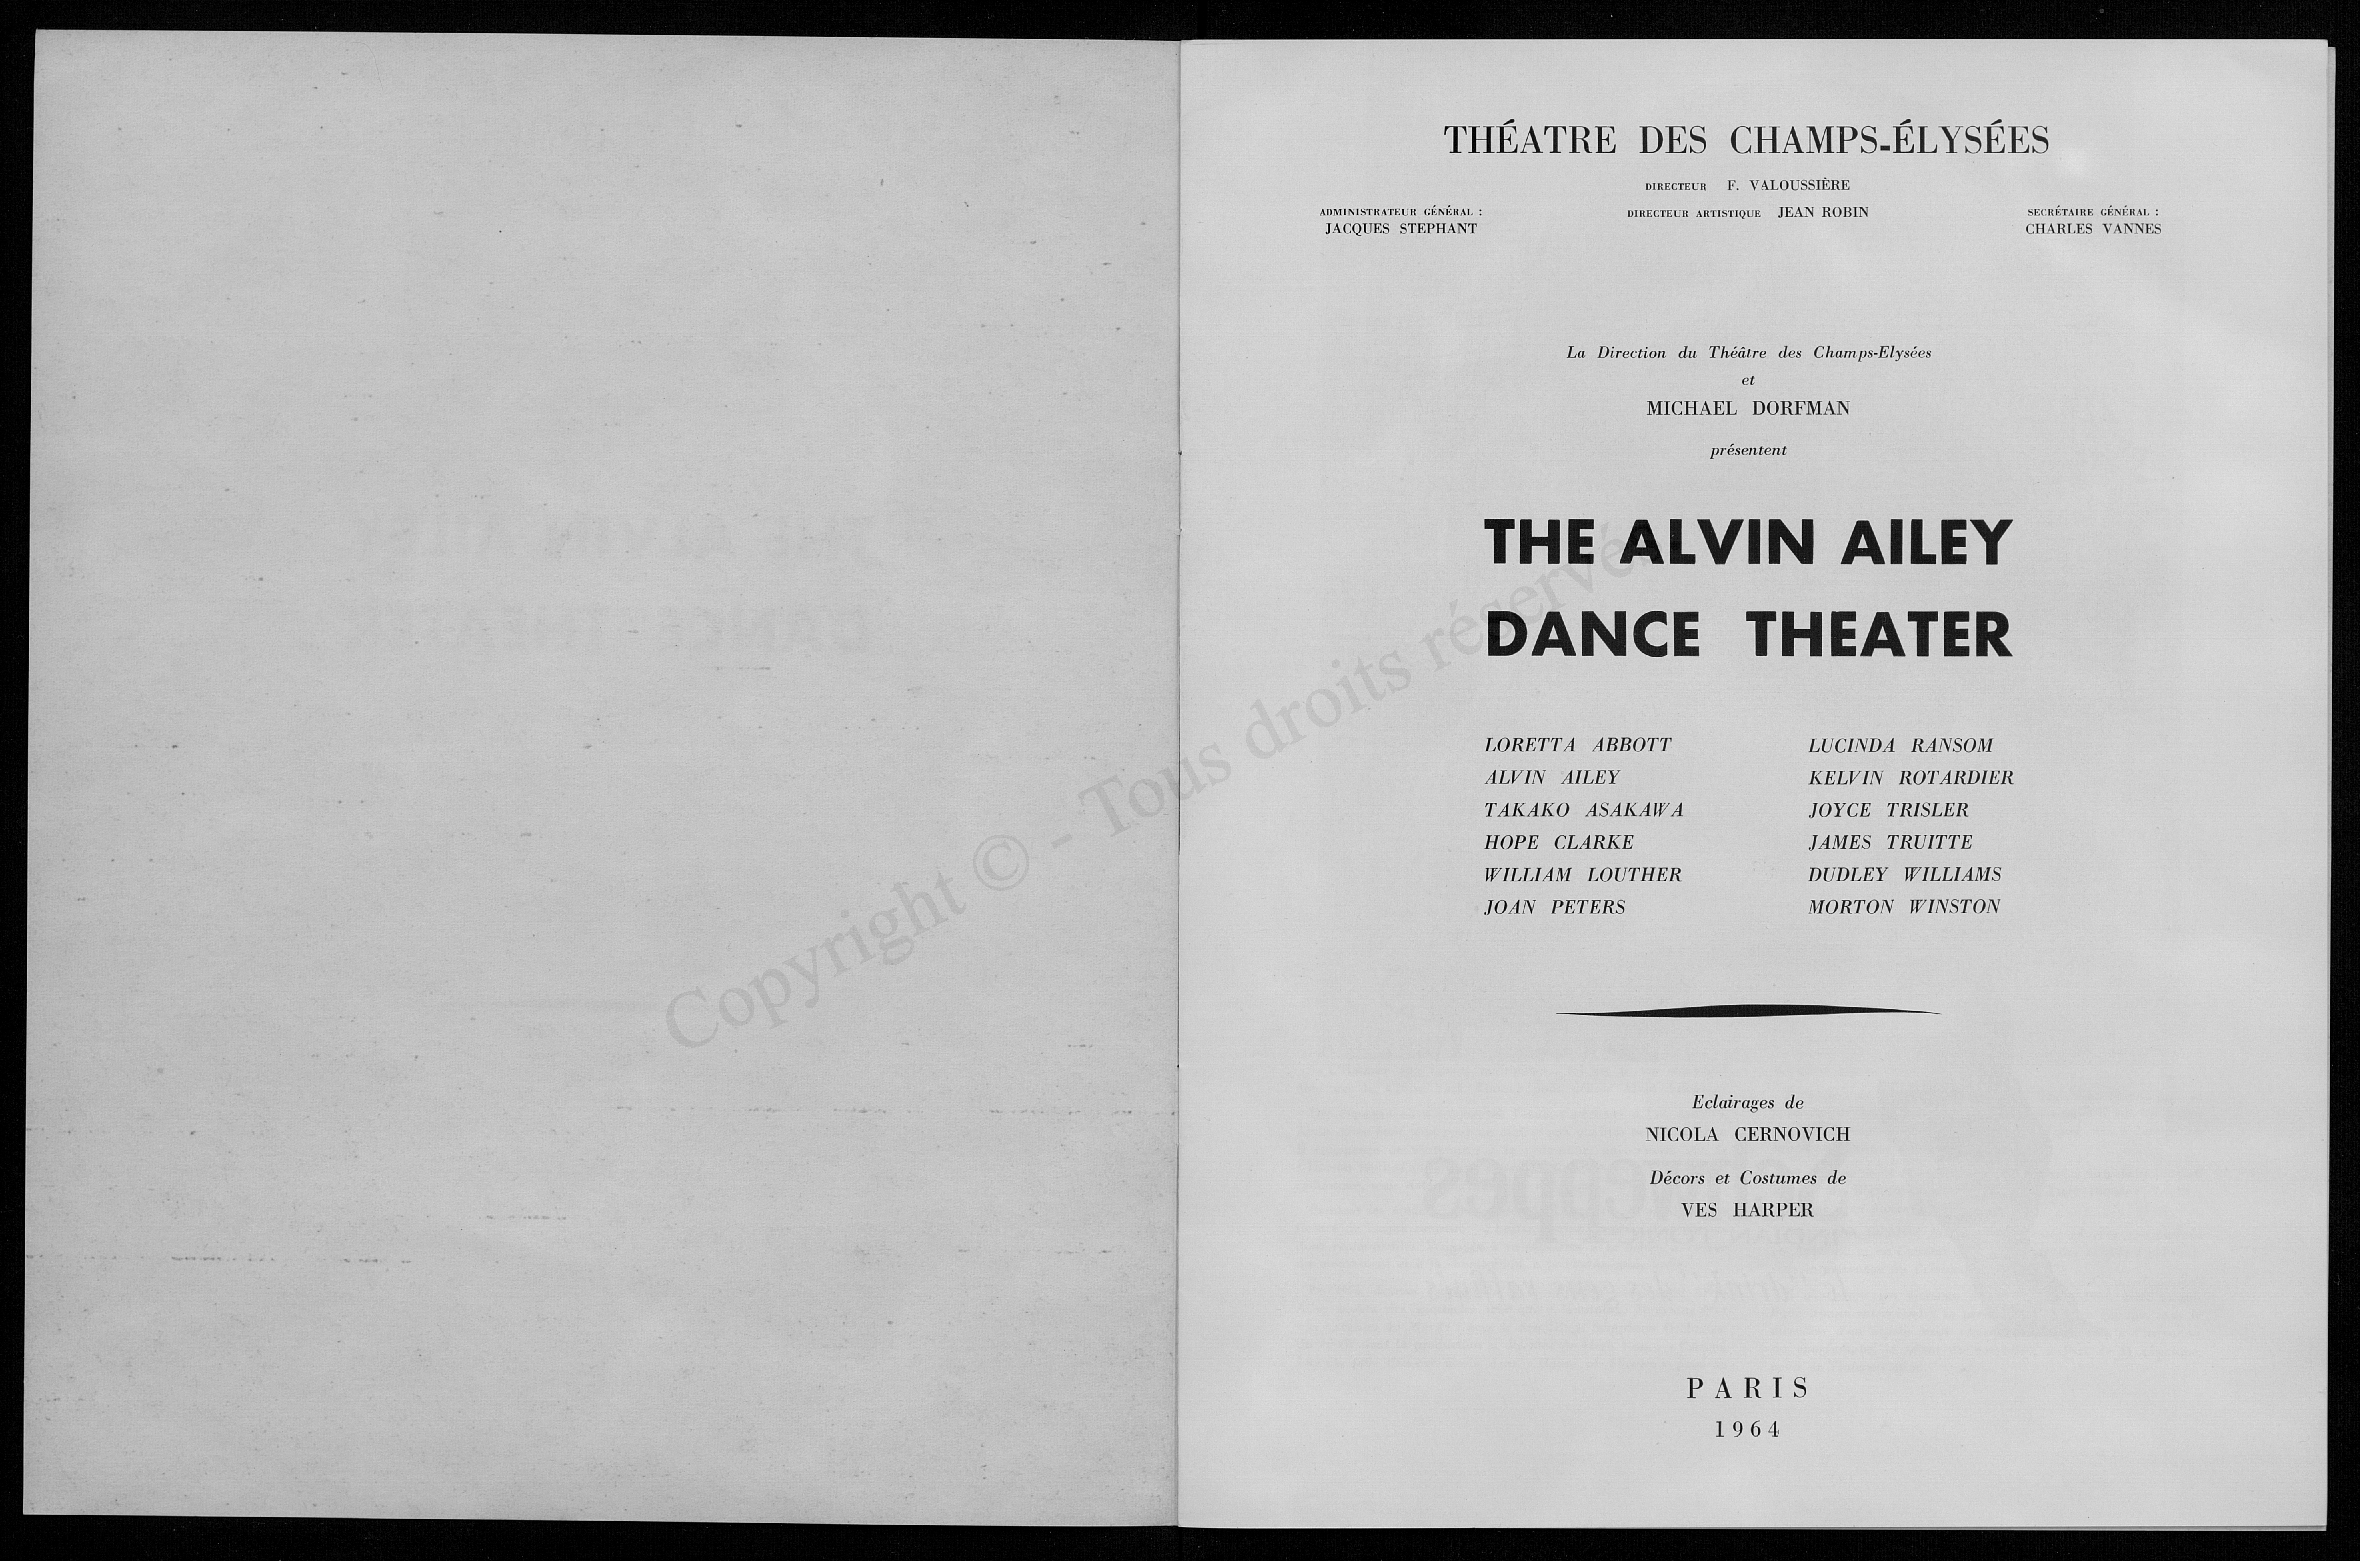 THÉATRE DES CHAMPS-ÉLYSÉES
DIRECTEUR F. VALOUSSIÈRE
ADMINISTRATEUR GÉNÉRAL :
JACQUES STEPHANT
DIRECTEUR ARTISTIQUE JEAN ROBIN
SECRÉTAIRE GÉNÉRAL :
CHARLES VANNES
La Direction du Théâtre des Champs-Elysées
et
MICHAEL DORFMAN
présentent
THE ALVIN AILEY
DANCE THEATER
LORETTA ABBOTT
ALVIN AILEY
TAKAKO ASAKAWA
HOPE CLARKE
WILLIAM LOUTHER
JOAN PETERS
LUCINDA RANSOM
KELVIN ROTARDIER
JOYCE TRISLER
JAMES TRUITTE
DUDLEY WILLIAMS
MORTON WINSTON
Eclairages de
NICOLA CERNOVICH
Décors et Costumes de
VES HARPER
PARIS
1964
Copyright © - Tous droits réservés